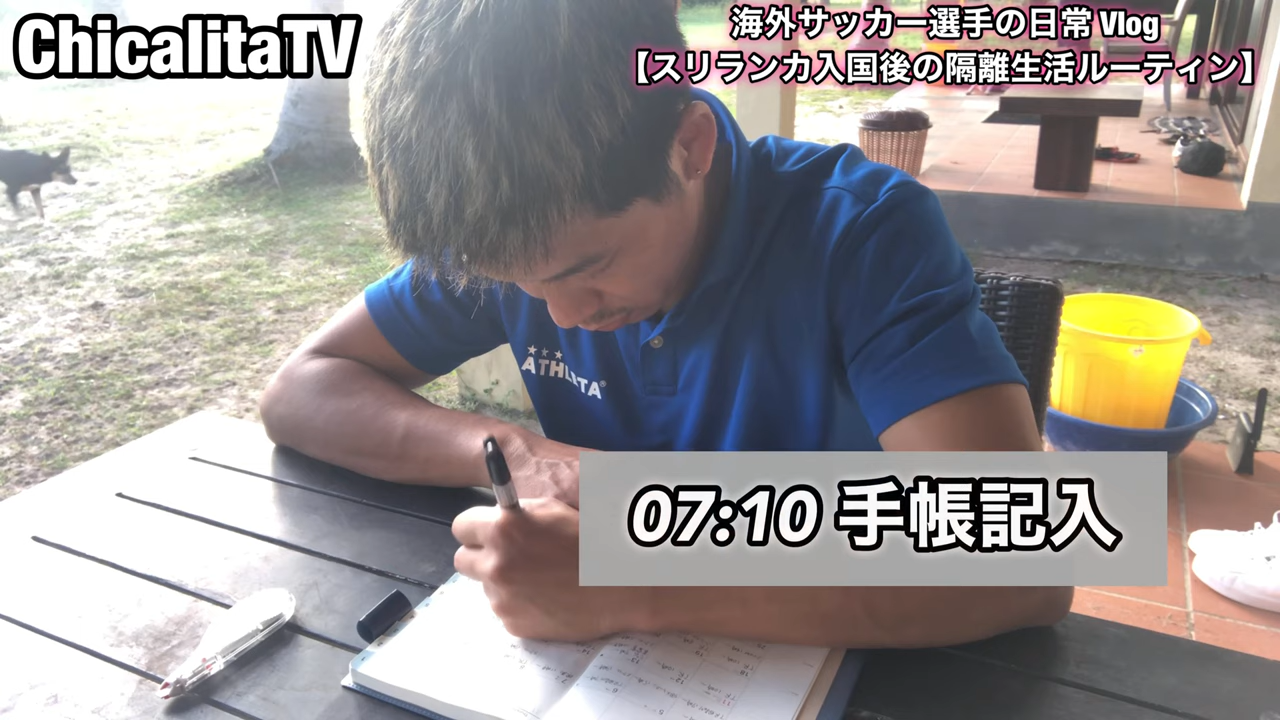 ChicalitaTV
海外サッカー選手の日常 Vlog
【スリランカ入国後の隔離生活ルーティン】
ATHLETA
07:10 手帳記入